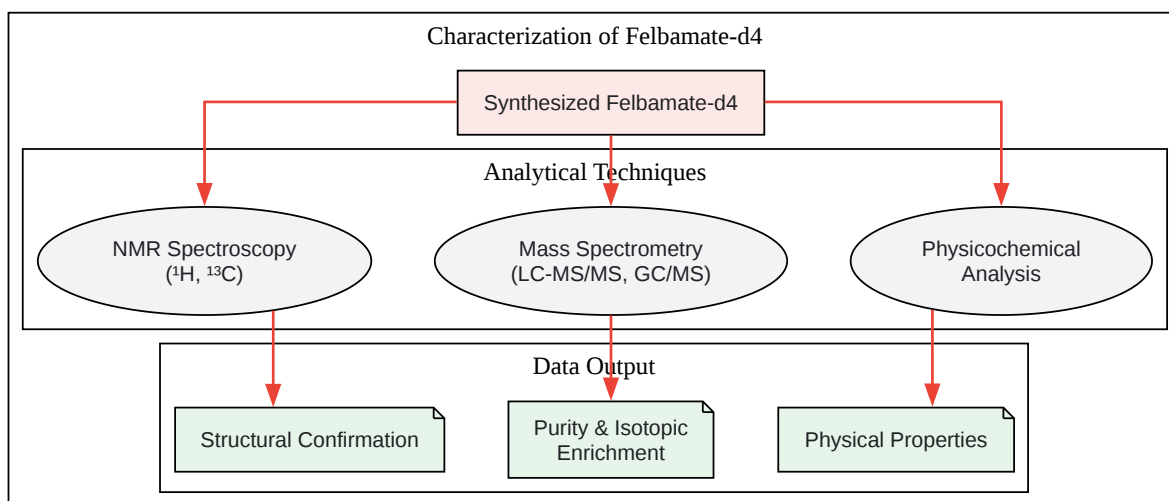 Characterization of Felbamate-d4
Synthesized Felbamate-d4
Analytical Techniques
NMR Spectroscopy
(¹H, ¹³C)
Mass Spectrometry
(LC-MS/MS, GC/MS)
Physicochemical
Analysis
Data Output
Structural Confirmation
Purity & Isotopic
Enrichment
Physical Properties